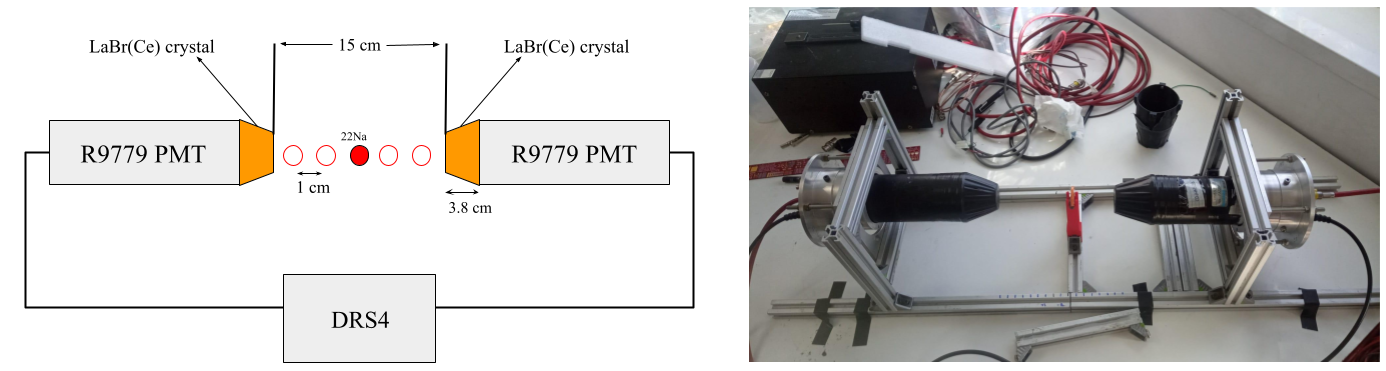 LaBr(Ce) crystal
15 cm
LaBr(Ce) crystal
22Na
R9779 PMT
R9779 PMT
1 cm
3.8 cm
DRS4